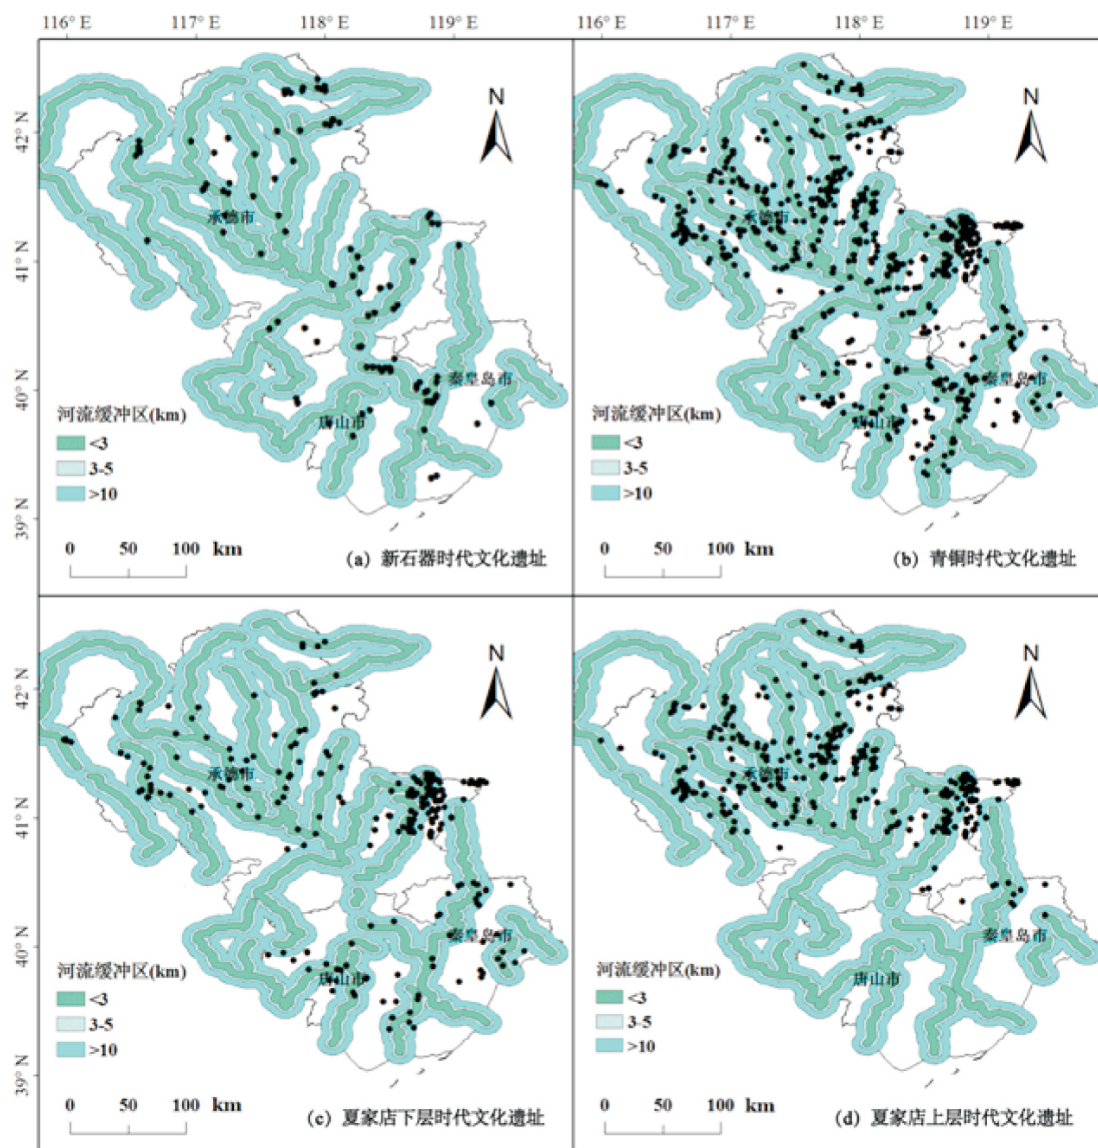 116° E 117° E 118° E 119° E 116° E 117° E 118° E 119° E
N
42° N
41° N
40° N
39° N
承德市
秦皇岛市
唐山市
河流缓冲区(km)
<3
3-5
>10
0 50 100 km
(a) 新石器时代文化遗址
N
承德市
秦皇岛市
唐山市
河流缓冲区(km)
<3
3-5
>10
0 50 100 km
(b) 青铜时代文化遗址
N
42° N
41° N
40° N
39° N
承德市
秦皇岛市
唐山市
河流缓冲区(km)
<3
3-5
>10
0 50 100 km
(c) 夏家店下层时代文化遗址
N
承德市
秦皇岛市
唐山市
河流缓冲区(km)
<3
3-5
>10
0 50 100 km
(d) 夏家店上层时代文化遗址